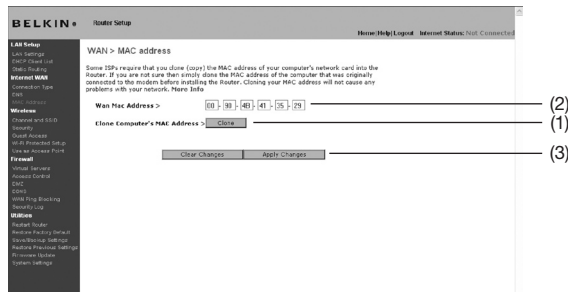 BELKIN® Router Setup
Home|Help|Logout Internet Status: Not Connected
LAN Setup
LAN Settings
DHCP Client List
Static Routing
Internet WAN
Connection Type
DNS
MAC Address
Wireless
Channel and SSID
Security
Guest Access
Wi-Fi Protected Setup
Use as Access Point
Firewall
Virtual Servers
Access Control
DMZ
DDNS
WAN Ping Blocking
Security Log
Utilities
Restart Router
Restore Factory Default
Save/Backup Settings
Restore Previous Settings
Firmware Update
System Settings
WAN > MAC address
Some ISPs require that you clone (copy) the MAC address of your computer's network card into the
Router. If you are not sure then simply clone the MAC address of the computer that was originally
connected to the modem before installing the Router. Cloning your MAC address will not cause any
problems with your network. More Info
Wan Mac Address > - - 4B - 41 - 35 - 29 (2)
Clone Computer's MAC Address > Clone (1)
Clear Changes Apply Changes (3)